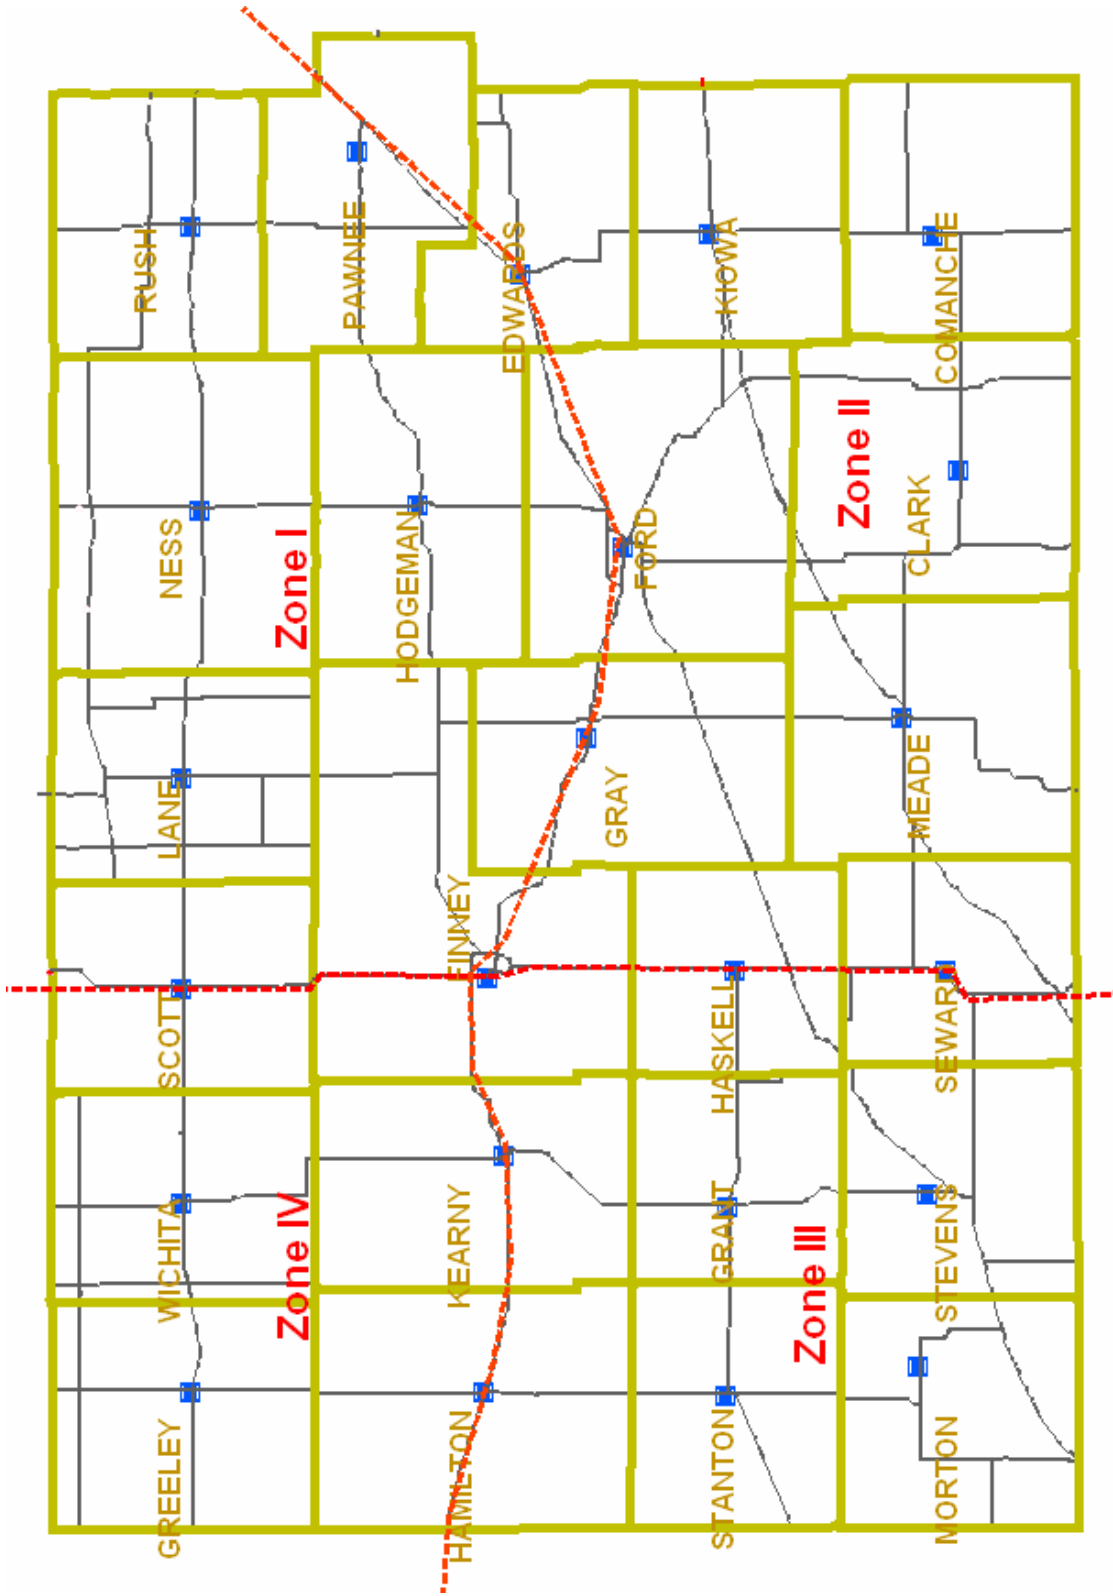 GREELEY
WICHITA
SCOTT
LANE
NESS
RUSH
Zone IV
Zone I
HAMILTON
KEARNY
FINNEY
HODGEMAN
PAWNEE
EDWARDS
GRAY
FORD
STANTON
GRANT
HASKELL
KIOWA
Zone III
Zone II
MORTON
STEVENS
SEWARD
MEADE
CLARK
COMANCHE